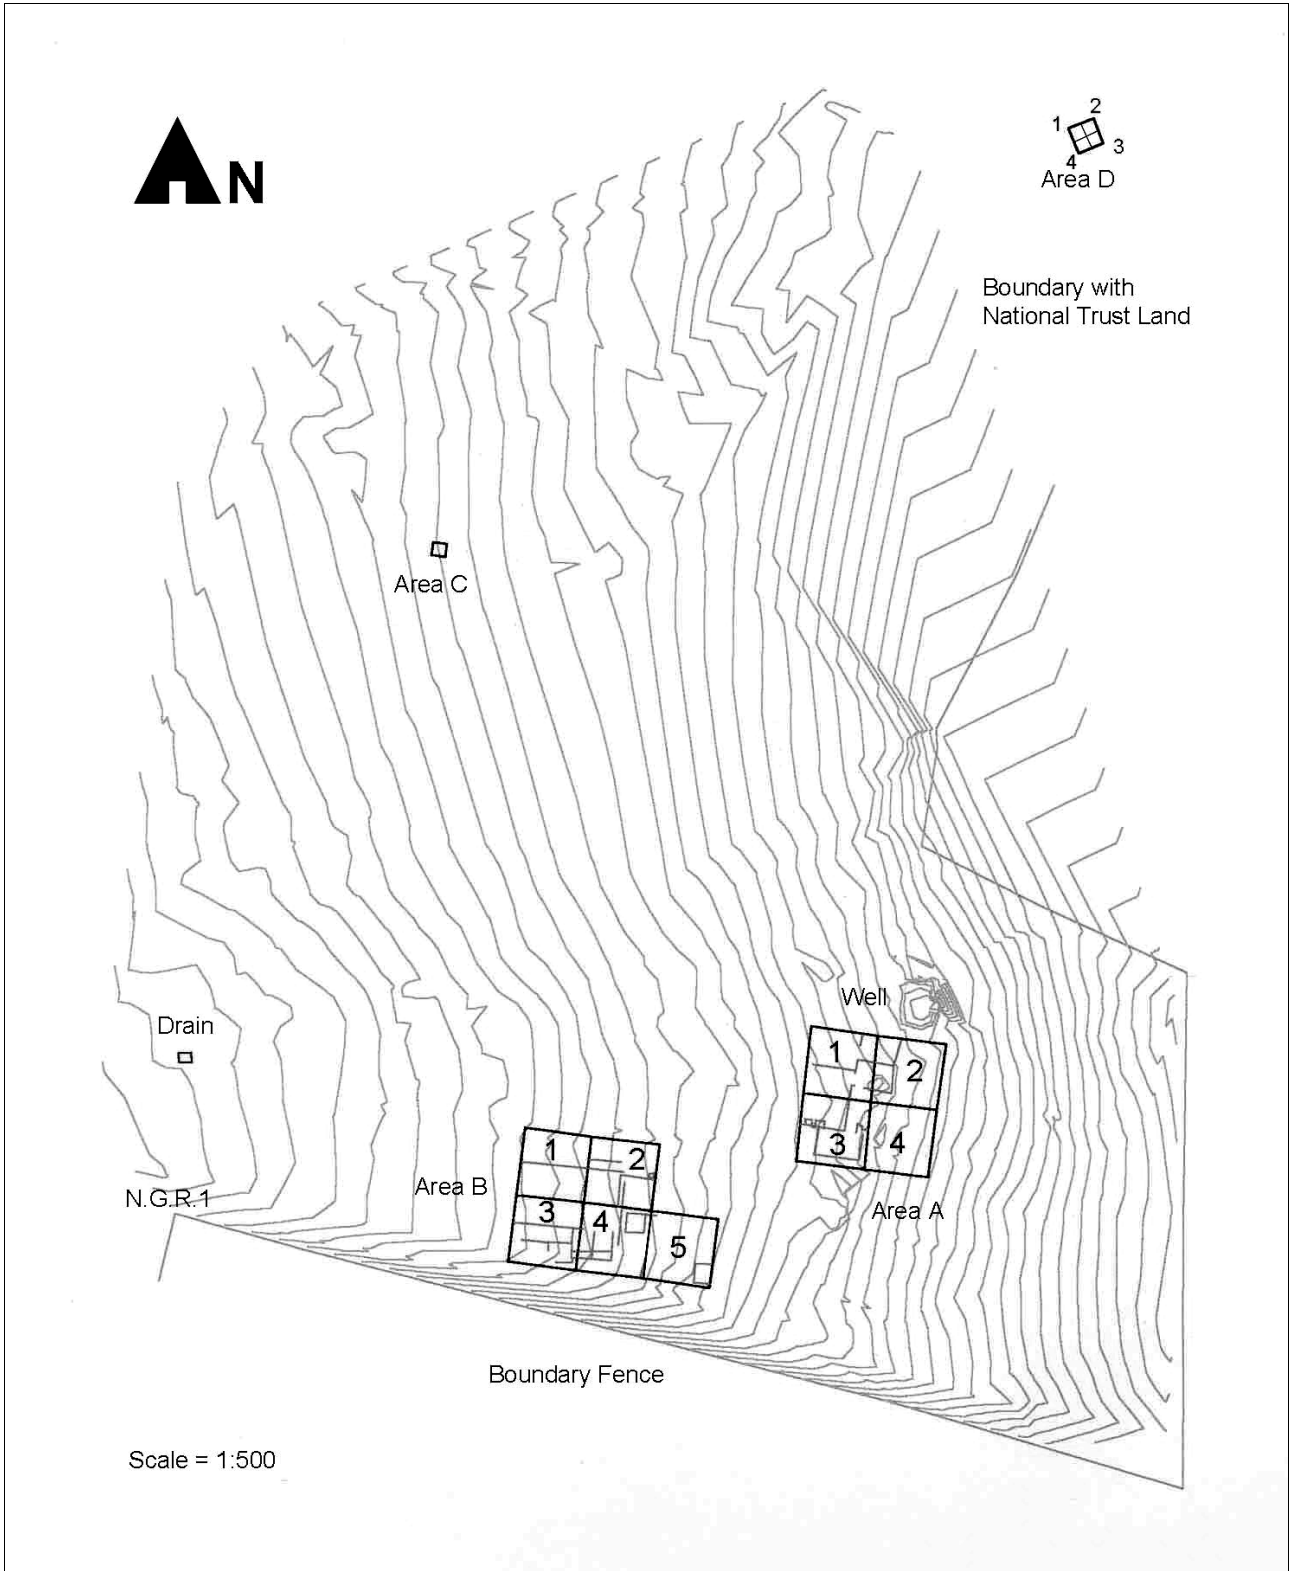 N
2
1
3
4
Area D
Boundary with
National Trust Land
Area C
Well
Drain
1
2
3
4
Area A
1
2
Area B
3
4
5
N.G.R.1
Boundary Fence
Scale = 1:500